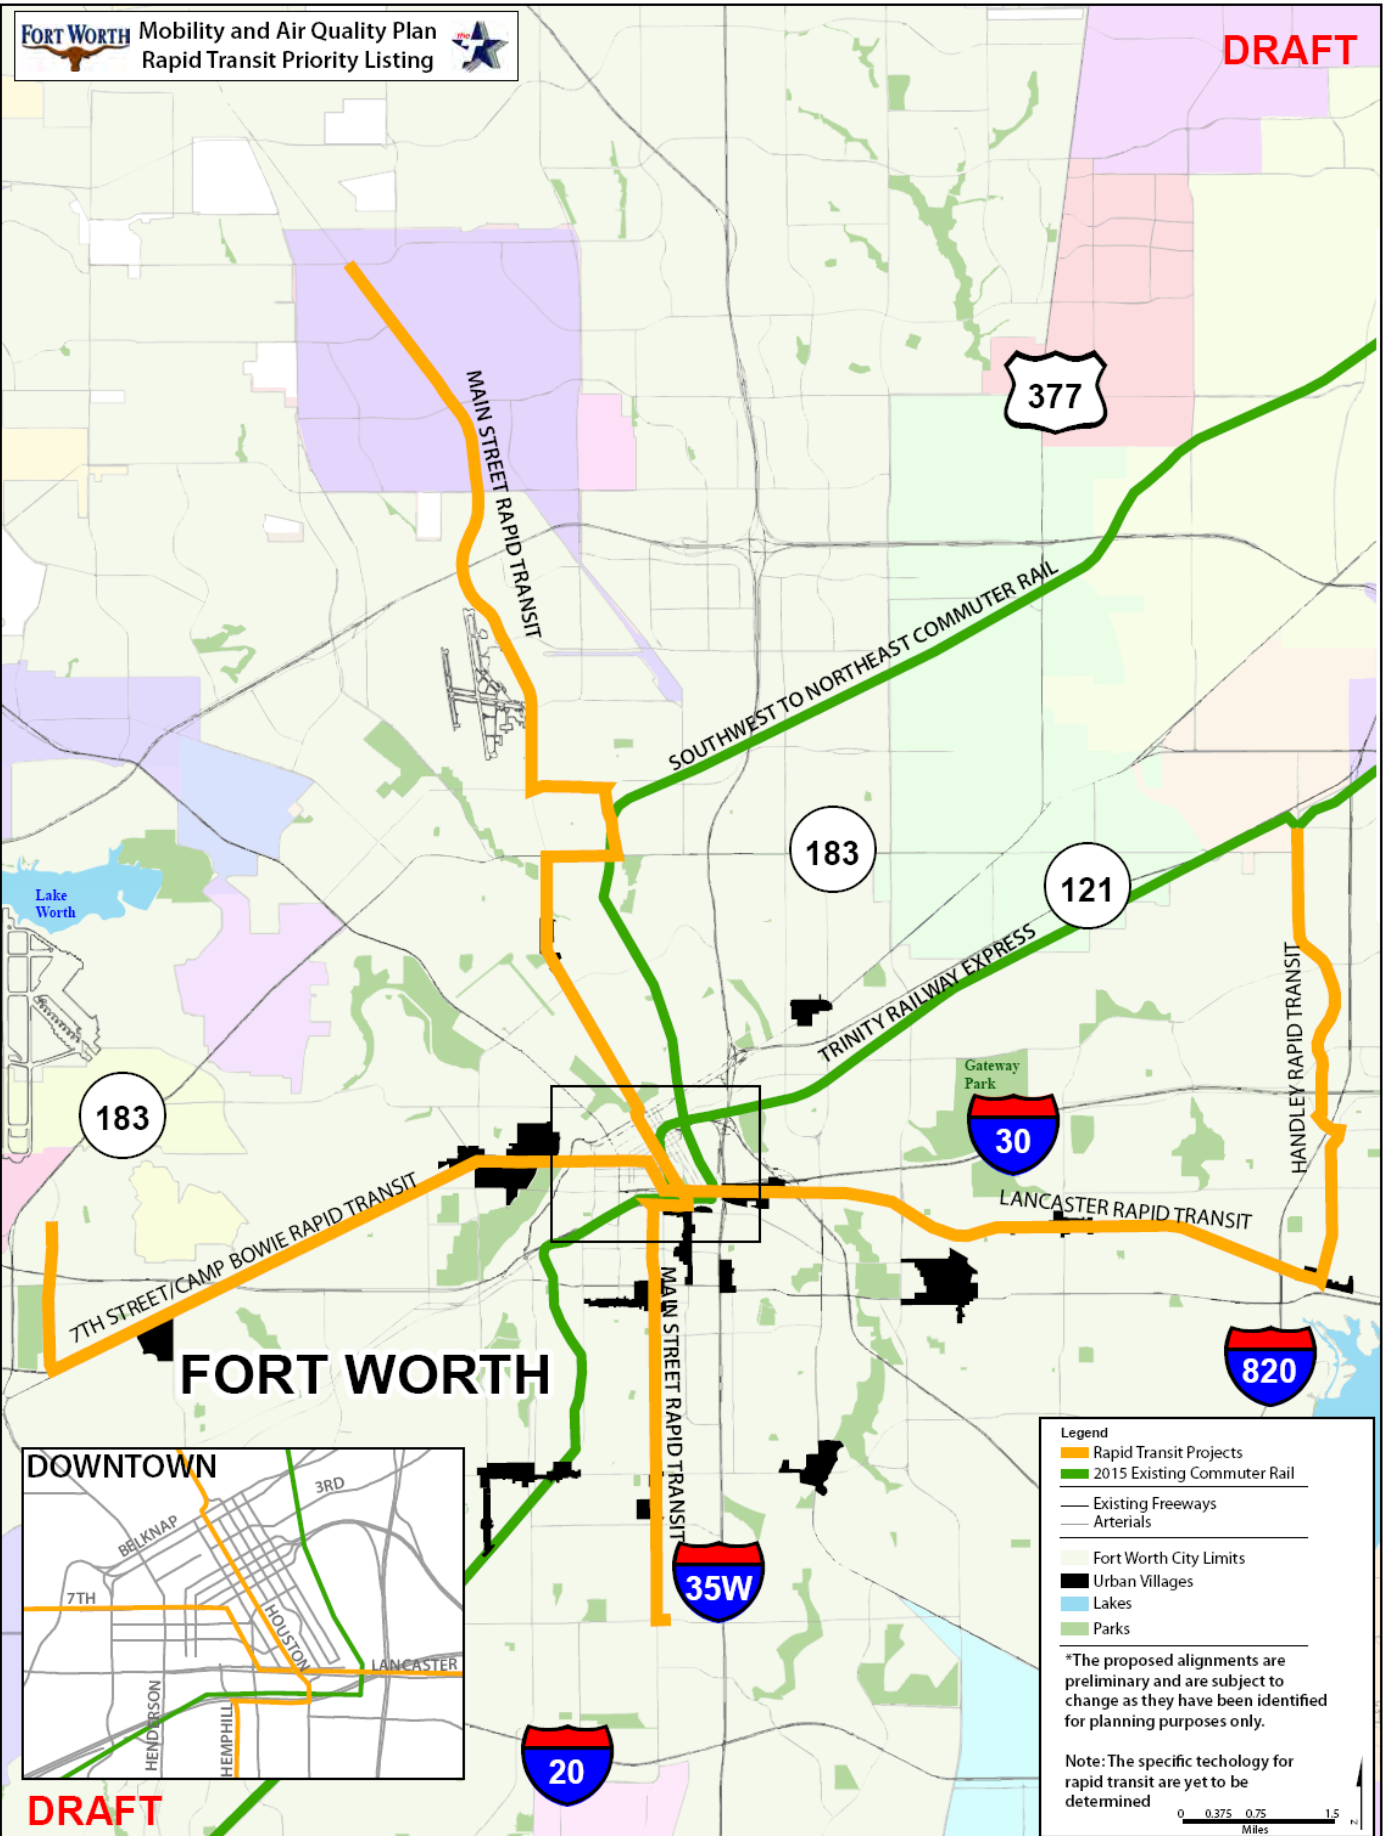 FORT WORTH
Mobility and Air Quality Plan
Rapid Transit Priority Listing
the
DRAFT
377
MAIN STREET RAPID TRANSIT
SOUTHWEST TO NORTHEAST COMMUTER RAIL
183
121
Lake
Worth
TRINITY RAILWAY EXPRESS
HANDLEY RAPID TRANSIT
Gateway
Park
183
30
7TH STREET/CAMP BOWIE RAPID TRANSIT
LANCASTER RAPID TRANSIT
MAIN STREET RAPID TRANSIT
FORT WORTH
820
35W
20
DOWNTOWN
3RD
BELKNAP
7TH
HOUSTON
LANCASTER
HENDERSON
HEMPHILL
DRAFT
Legend
Rapid Transit Projects
2015 Existing Commuter Rail
Existing Freeways
Arterials
Fort Worth City Limits
Urban Villages
Lakes
Parks
*The proposed alignments are
preliminary and are subject to
change as they have been identified
for planning purposes only.
Note: The specific techology for
rapid transit are yet to be
determined
0 0.375 0.75 1.5
Miles
N